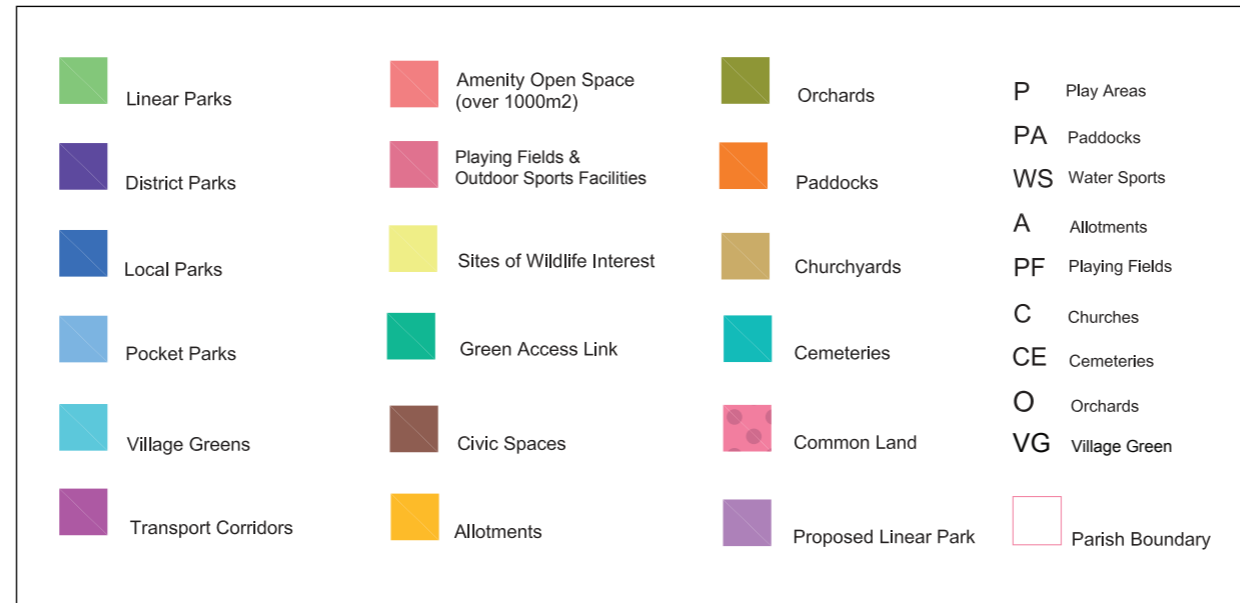 Linear Parks
District Parks
Local Parks
Pocket Parks
Village Greens
Transport Corridors
Amenity Open Space
(over 1000m2)
Playing Fields &
Outdoor Sports Facilities
Sites of Wildlife Interest
Green Access Link
Civic Spaces
Allotments
Orchards
Paddocks
Churchyards
Cemeteries
Common Land
Proposed Linear Park
P Play Areas
PA Paddocks
WS Water Sports
A Allotments
PF Playing Fields
C Churches
CE Cemeteries
O Orchards
VG Village Green
Parish Boundary